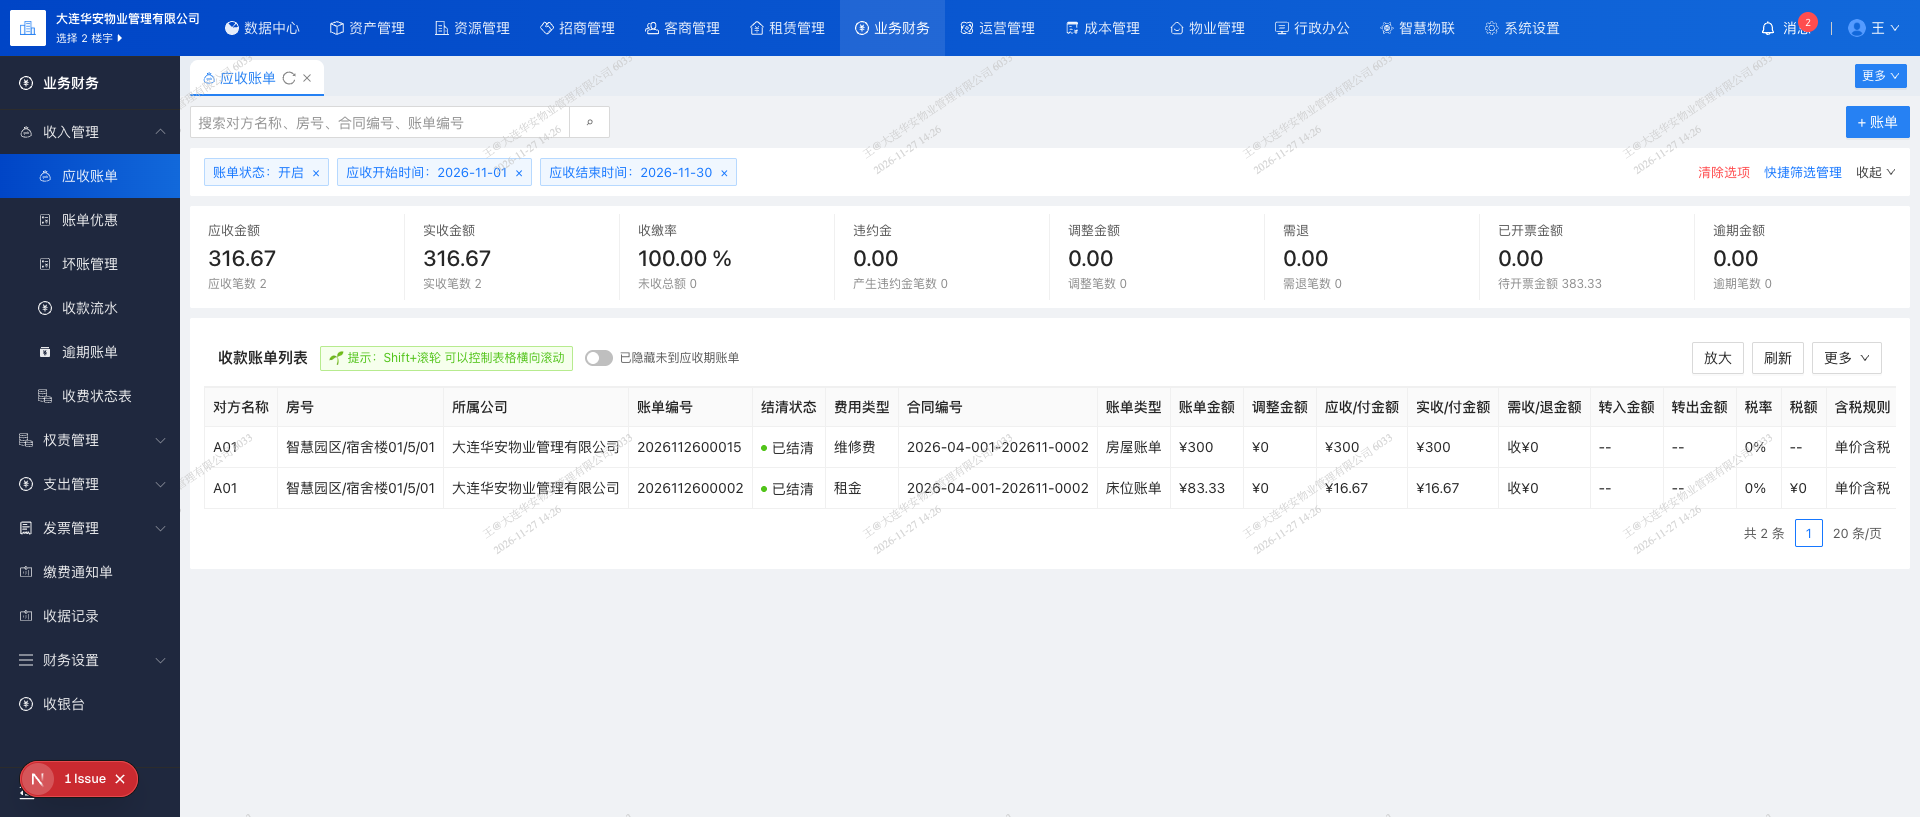 大连华安物业管理有限公司
选择 2 楼宇
数据中心
资产管理
资源管理
招商管理
客商管理
租赁管理
业务财务
运营管理
成本管理
物业管理
行政办公
智慧物联
系统设置
消息
2
王
业务财务
收入管理
应收账单
账单优惠
坏账管理
收款流水
逾期账单
收费状态表
权责管理
支出管理
发票管理
缴费通知单
收据记录
财务设置
收银台
N 1 Issue
应收账单
更多
搜索对方名称、房号、合同编号、账单编号
+ 账单
账单状态：开启 ×
应收开始时间：2026-11-01 ×
应收结束时间：2026-11-30 ×
清除选项 快捷筛选管理 收起
应收金额 实收金额 收缴率 违约金 调整金额 需退 已开票金额 逾期金额
316.67 316.67 100.00 % 0.00 0.00 0.00 0.00 0.00
应收笔数 2 实收笔数 2 未收总额 0 产生违约金笔数 0 调整笔数 0 需退笔数 0 待开票金额 383.33 逾期笔数 0
收款账单列表 提示：Shift+滚轮 可以控制表格横向滚动 已隐藏未到应收期账单 放大 刷新 更多
对方名称 房号 所属公司 账单编号 结清状态 费用类型 合同编号 账单类型 账单金额 调整金额 应收/付金额 实收/付金额 需收/退金额 转入金额 转出金额 税率 税额 含税规则
A01 智慧园区/宿舍楼01/5/01 大连华安物业管理有限公司 2026112600015 已结清 维修费 2026-04-001-202611-0002 房屋账单 ¥300 ¥0 ¥300 ¥300 收¥0 -- -- 0% -- 单价含税
A01 智慧园区/宿舍楼01/5/01 大连华安物业管理有限公司 2026112600002 已结清 租金 2026-04-001-202611-0002 床位账单 ¥83.33 ¥0 ¥16.67 ¥16.67 收¥0 -- -- 0% ¥0 单价含税
共 2 条 1 20 条/页
王@大连华安物业管理有限公司 6033
2026-11-27 14:26